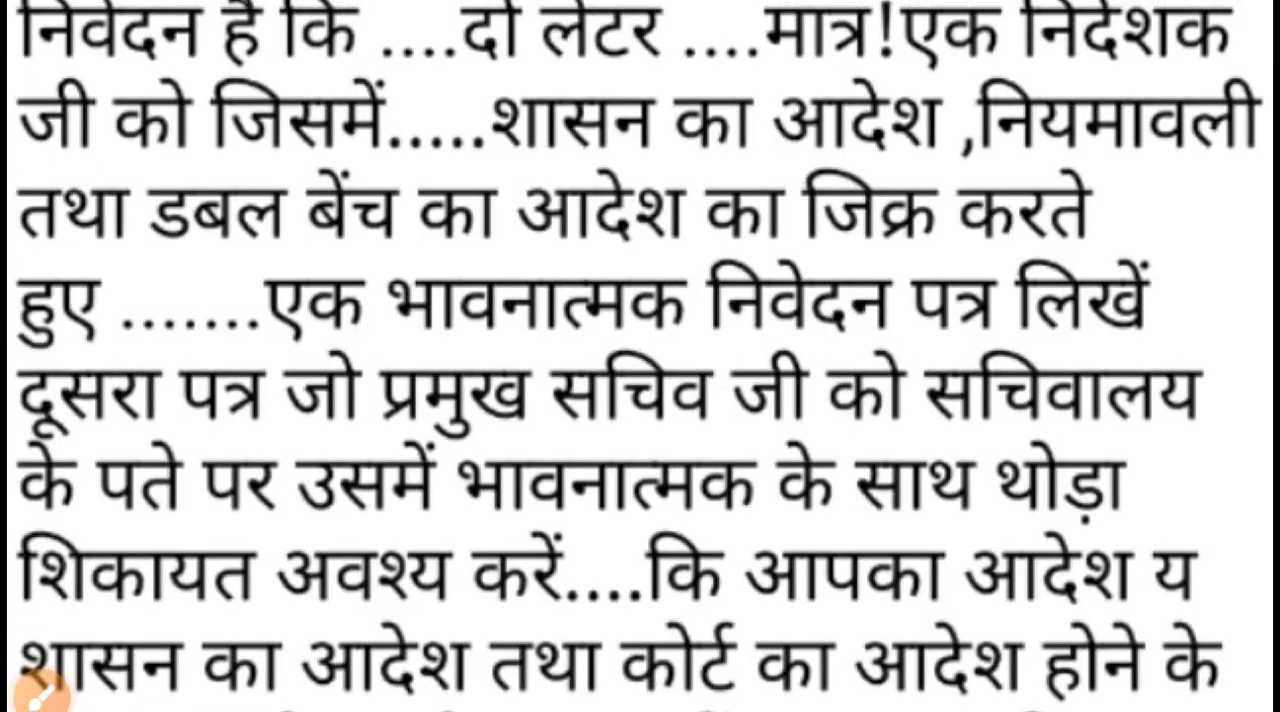 निवेदन है कि ....दो लेटर ....मात्र!एक निदेशक
जी को जिसमें.....शासन का आदेश ,नियमावली
तथा डबल बेंच का आदेश का जिक्र करते
हुए .......एक भावनात्मक निवेदन पत्र लिखें
दूसरा पत्र जो प्रमुख सचिव जी को सचिवालय
के पते पर उसमें भावनात्मक के साथ थोड़ा
शिकायत अवश्य करें....कि आपका आदेश य
शासन का आदेश तथा कोर्ट का आदेश होने के